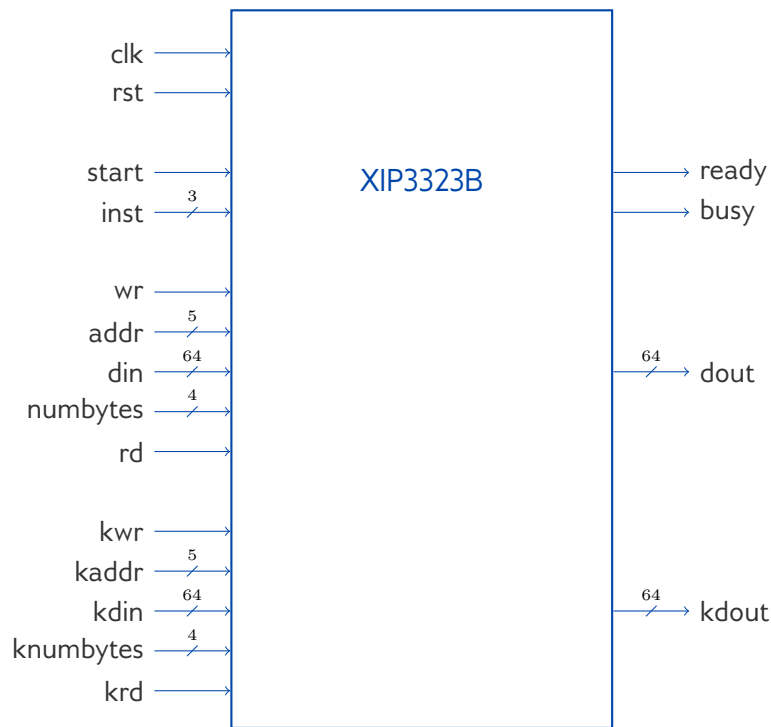 clk
rst
start
XIP3323B
ready
inst
3
busy
wr
addr
5
din
64
64
dout
numbytes
4
rd
kwr
kaddr
5
kdin
64
64
kdout
knumbytes
4
krd